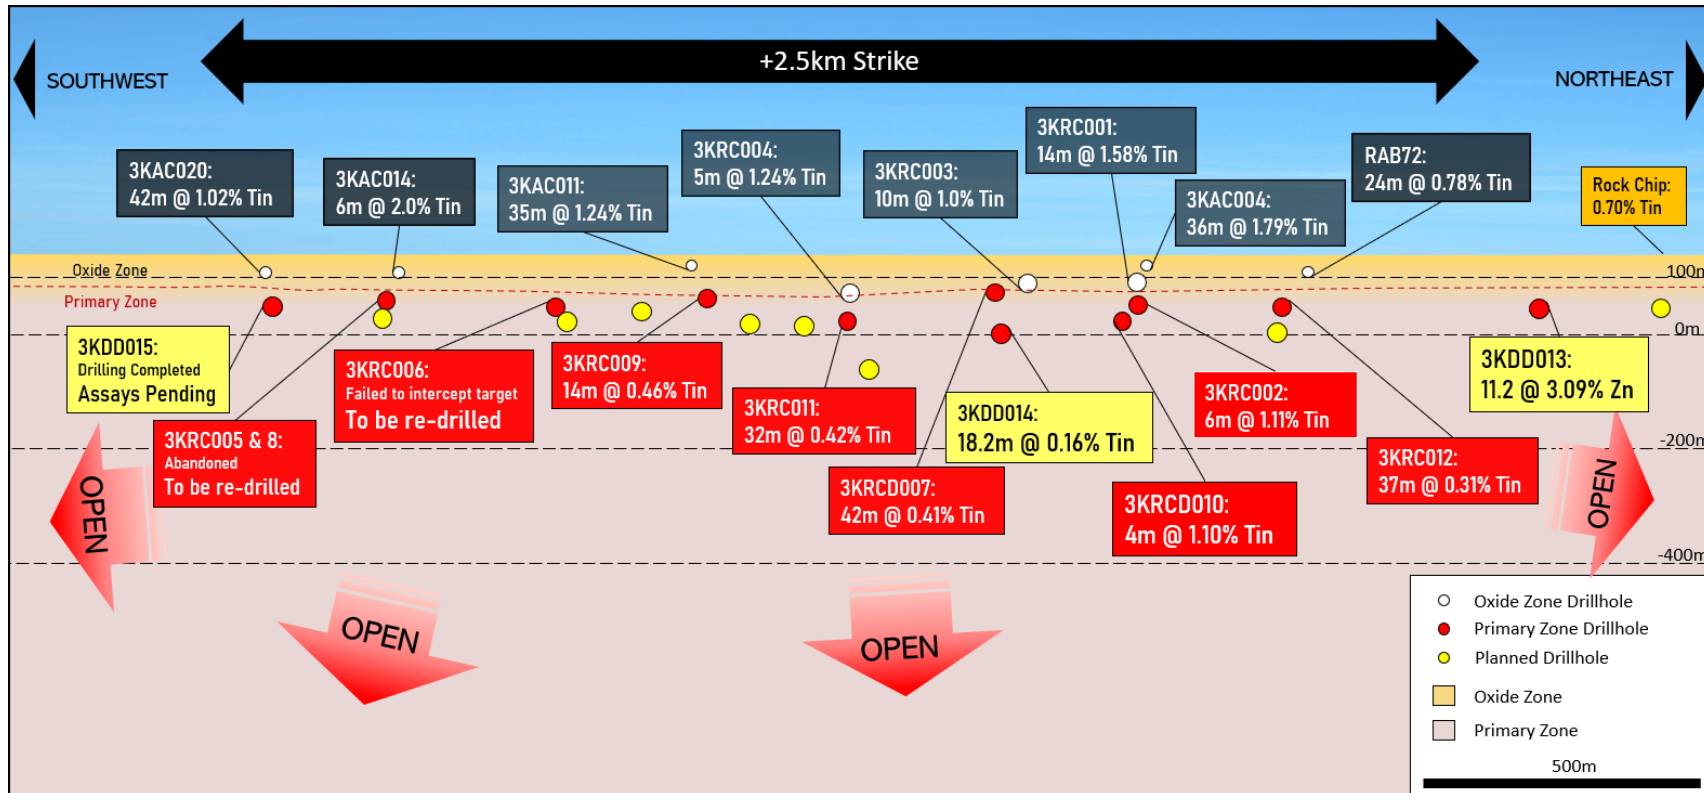 +2.5km Strike
SOUTHWEST
NORTHEAST
3KAC020:
42m @ 1.02% Tin
3KAC014:
6m @ 2.0% Tin
3KAC011:
35m @ 1.24% Tin
3KRC004:
5m @ 1.24% Tin
3KRC003:
10m @ 1.0% Tin
3KRC001:
14m @ 1.58% Tin
3KAC004:
36m @ 1.79% Tin
RAB72:
24m @ 0.78% Tin
Rock Chip:
0.70% Tin
Oxide Zone
100m
Primary Zone
0m
3KDD015:
Drilling Completed
Assays Pending
3KRC005 & 8:
Abandoned
To be re-drilled
3KRC006:
Failed to intercept target
To be re-drilled
3KRC009:
14m @ 0.46% Tin
3KRC011:
32m @ 0.42% Tin
3KRCD007:
42m @ 0.41% Tin
3KDD014:
18.2m @ 0.16% Tin
3KRCD010:
4m @ 1.10% Tin
3KRC002:
6m @ 1.11% Tin
3KRC012:
37m @ 0.31% Tin
3KDD013:
11.2 @ 3.09% Zn
-200m
-400m
OPEN
OPEN
OPEN
OPEN
Oxide Zone Drillhole
Primary Zone Drillhole
Planned Drillhole
Oxide Zone
Primary Zone
500m